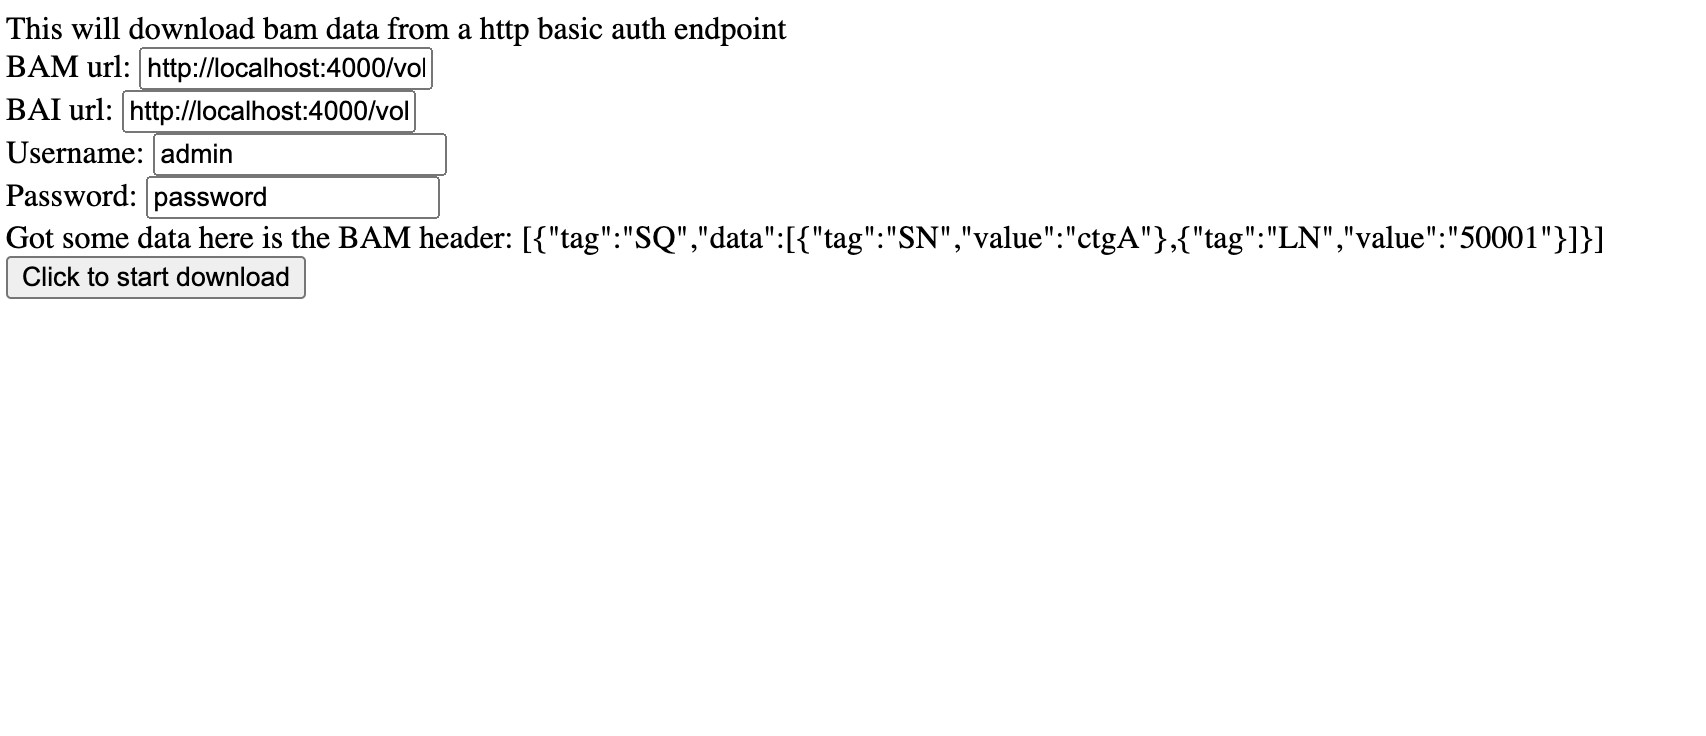 This will download bam data from a http basic auth endpoint
BAM url: http://localhost:4000/vol
BAI url: http://localhost:4000/vol
Username: admin
Password: password
Got some data here is the BAM header: [{"tag":"SQ","data":[{"tag":"SN","value":"ctgA"},{"tag":"LN","value":"50001"}]}]
Click to start download